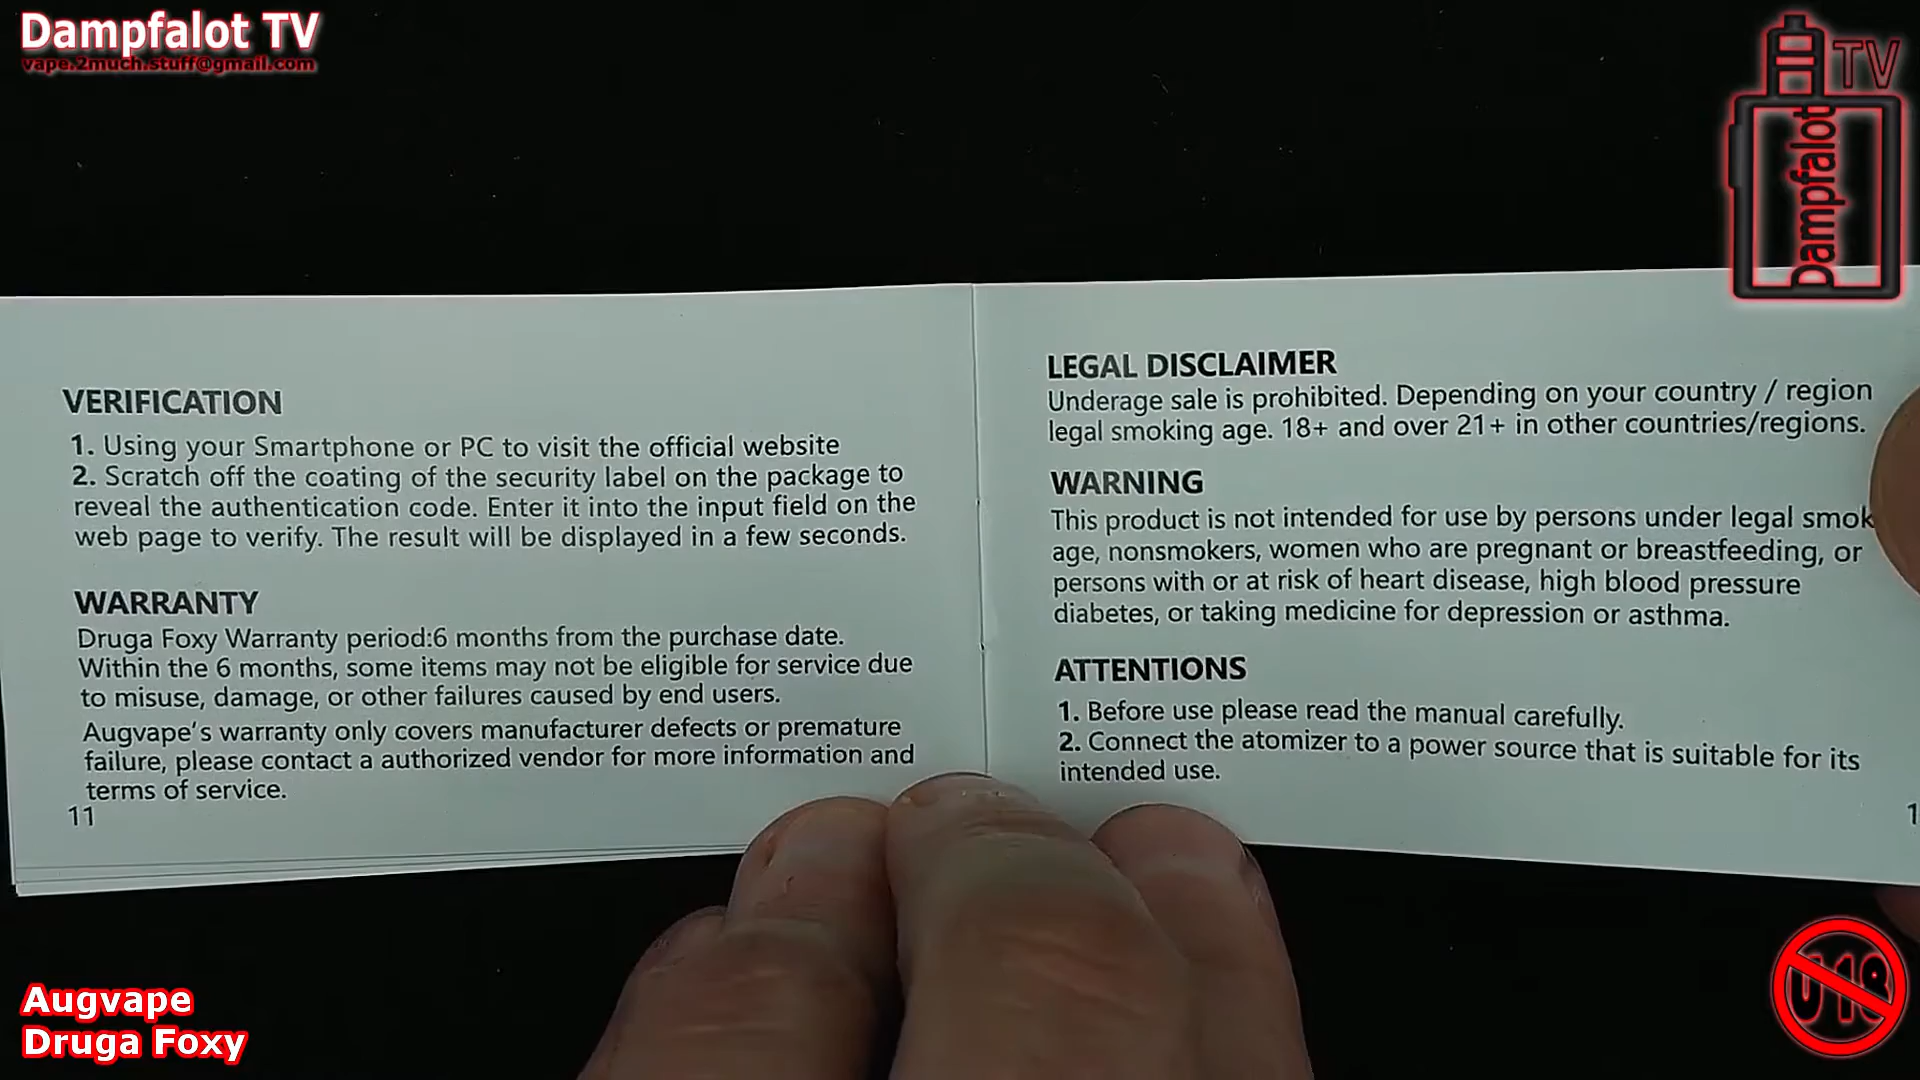 Dampfalot TV
vape.2much.stuff@gmail.com
TV
Dampfalot
VERIFICATION
1. Using your Smartphone or PC to visit the official website
2. Scratch off the coating of the security label on the package to
reveal the authentication code. Enter it into the input field on the
web page to verify. The result will be displayed in a few seconds.
WARRANTY
Druga Foxy Warranty period:6 months from the purchase date.
Within the 6 months, some items may not be eligible for service due
to misuse, damage, or other failures caused by end users.
Augvape's warranty only covers manufacturer defects or premature
failure, please contact a authorized vendor for more information and
terms of service.
11
LEGAL DISCLAIMER
Underage sale is prohibited. Depending on your country / region
legal smoking age. 18+ and over 21+ in other countries/regions.
WARNING
This product is not intended for use by persons under legal smok
age, nonsmokers, women who are pregnant or breastfeeding, or
persons with or at risk of heart disease, high blood pressure
diabetes, or taking medicine for depression or asthma.
ATTENTIONS
1. Before use please read the manual carefully.
2. Connect the atomizer to a power source that is suitable for its
intended use.
1
Augvape
Druga Foxy
U18